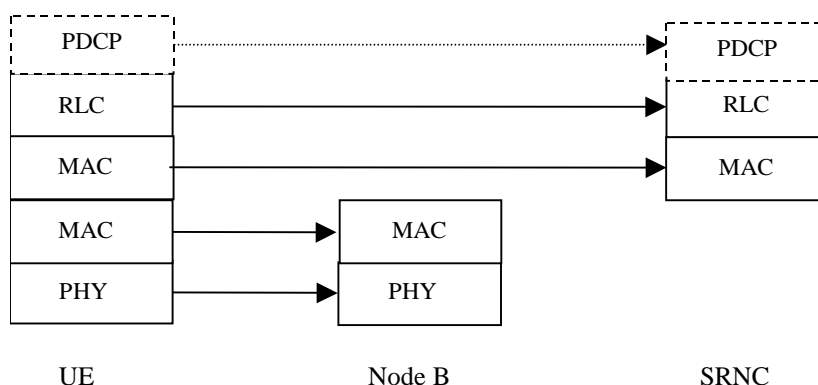 PDCP
PDCP
RLC
RLC
MAC
MAC
MAC
MAC
PHY
PHY
UE
Node B
SRNC